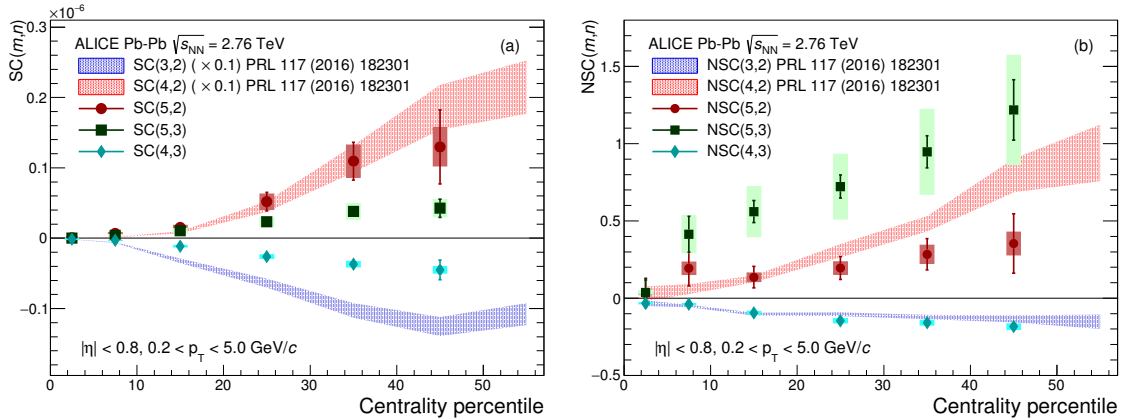 ×10⁻⁶
SC(m,n)
0.3
0.2
0.1
0
−0.1
ALICE Pb-Pb √sNN = 2.76 TeV
(a)
SC(3,2) (×0.1) PRL 117 (2016) 182301
SC(4,2) (×0.1) PRL 117 (2016) 182301
SC(5,2)
SC(5,3)
SC(4,3)
|η| < 0.8, 0.2 < pT < 5.0 GeV/c
0 10 20 30 40 50
Centrality percentile
NSC(m,n)
1.5
1
0.5
0
−0.5
ALICE Pb-Pb √sNN = 2.76 TeV
(b)
NSC(3,2) PRL 117 (2016) 182301
NSC(4,2) PRL 117 (2016) 182301
NSC(5,2)
NSC(5,3)
NSC(4,3)
|η| < 0.8, 0.2 < pT < 5.0 GeV/c
0 10 20 30 40 50
Centrality percentile